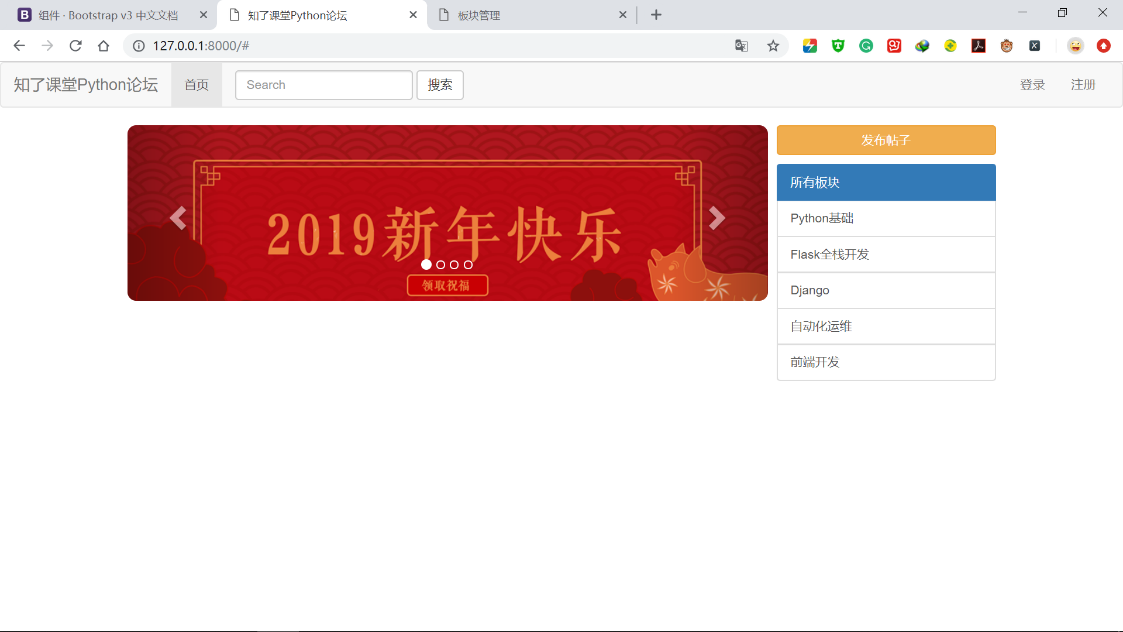 组件 · Bootstrap v3 中文文档
知了课堂Python论坛
板块管理
127.0.0.1:8000/#
知了课堂Python论坛
首页
Search
搜索
登录
注册
2019新年快乐
领取祝福
发布帖子
所有板块
Python基础
Flask全栈开发
Django
自动化运维
前端开发